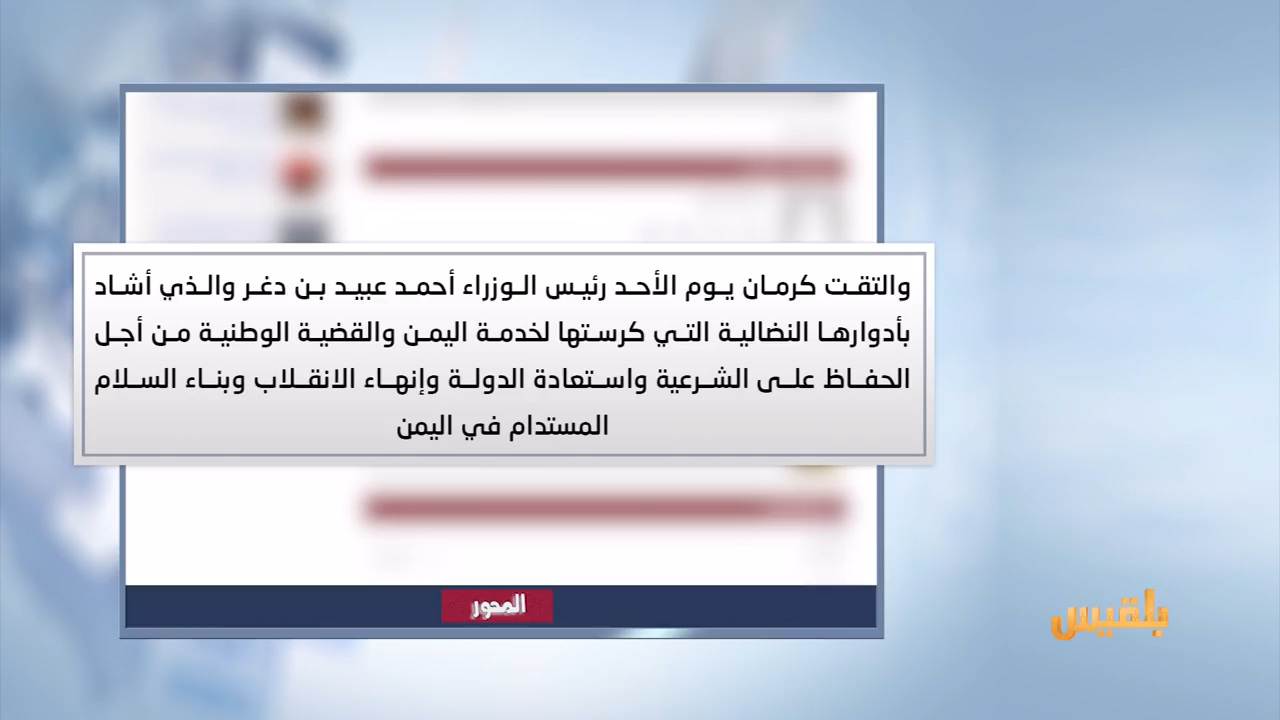 والتقت كرمان يوم الأحد رئيس الوزراء أحمد عبيد بن دغر والذي أشاد
بأدوارها النضالية التي كرستها لخدمة اليمن والقضية الوطنية من أجل
الحفاظ على الشرعية واستعادة الدولة وإنهاء الانقلاب وبناء السلام
المستدام في اليمن
المحور
بلقيس